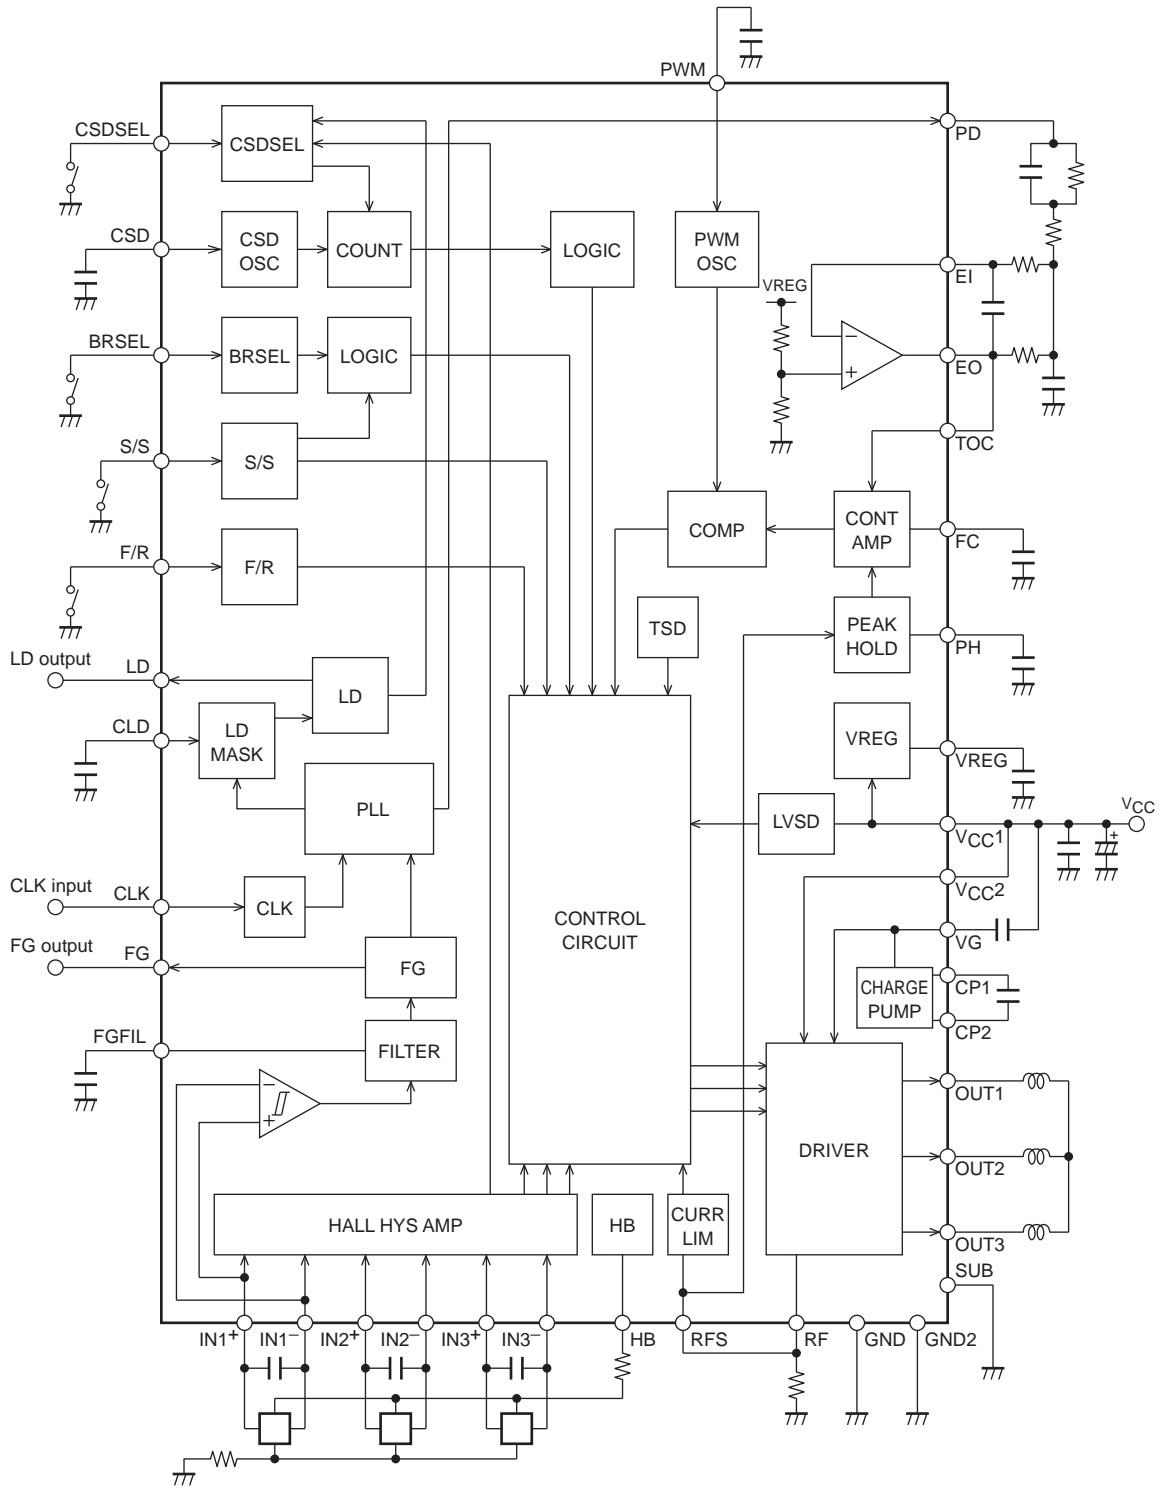 PWM
CSDSEL
CSDSEL
PD
CSD
CSD
OSC
COUNT
LOGIC
PWM
OSC
EI
VREG
BRSEL
BRSEL
LOGIC
−
+
EO
S/S
S/S
TOC
COMP
CONT
AMP
FC
F/R
F/R
TSD
PEAK
HOLD
PH
LD output
LD
LD
CLD
LD
MASK
VREG
VREG
PLL
LVSD
VCC1
VCC
+
VCC2
CLK input
CLK
CLK
CONTROL
CIRCUIT
VG
FG output
FG
FG
CHARGE
PUMP
CP1
CP2
FGFIL
FILTER
−
+
OUT1
DRIVER
OUT2
HALL HYS AMP
HB
CURR
LIM
OUT3
SUB
IN1+
IN1−
IN2+
IN2−
IN3+
IN3−
HB
RFS
RF
GND
GND2